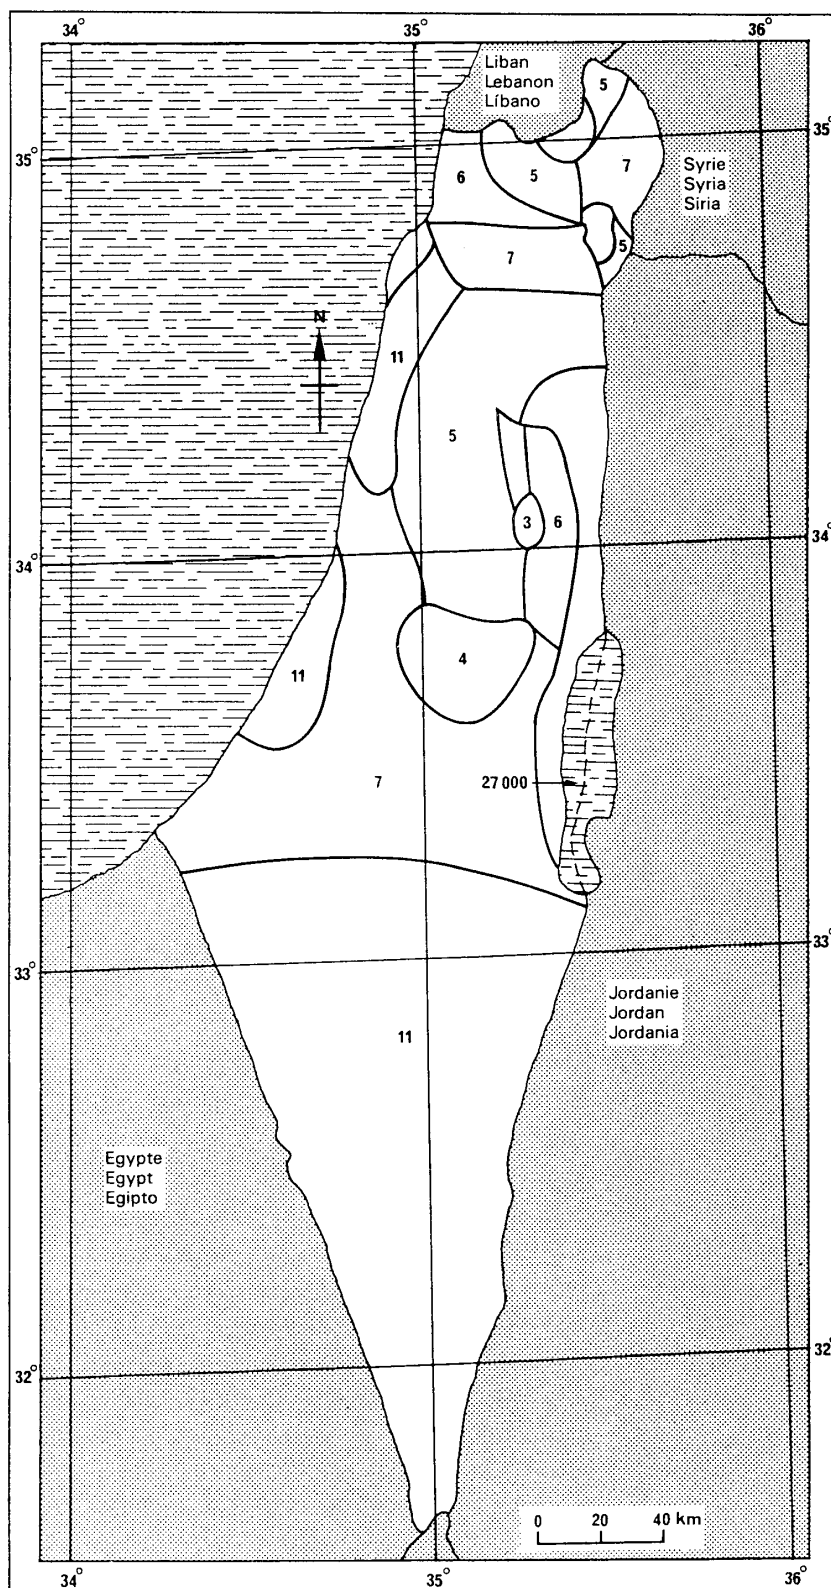 34° 35° 36°
Liban
Lebanon
Líbano
5
35° 35°
6 5 7
Syrie
Syria
Siria
7 5
N
11
5
3 6
34° 34°
4
11
7 27 000
33° 33°
Jordanie
Jordan
Jordania
11
Egypte
Egypt
Egipto
32° 32°
0 20 40 km
34° 35° 36°